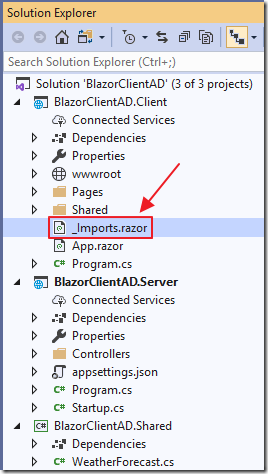 Solution Explorer
Search Solution Explorer (Ctrl+;)
Solution 'BlazorClientAD' (3 of 3 projects)
BlazorClientAD.Client
Connected Services
Dependencies
Properties
wwwroot
Pages
Shared
_Imports.razor
App.razor
C# Program.cs
BlazorClientAD.Server
Connected Services
Dependencies
Properties
Controllers
appsettings.json
C# Program.cs
C# Startup.cs
C# BlazorClientAD.Shared
Dependencies
C# WeatherForecast.cs